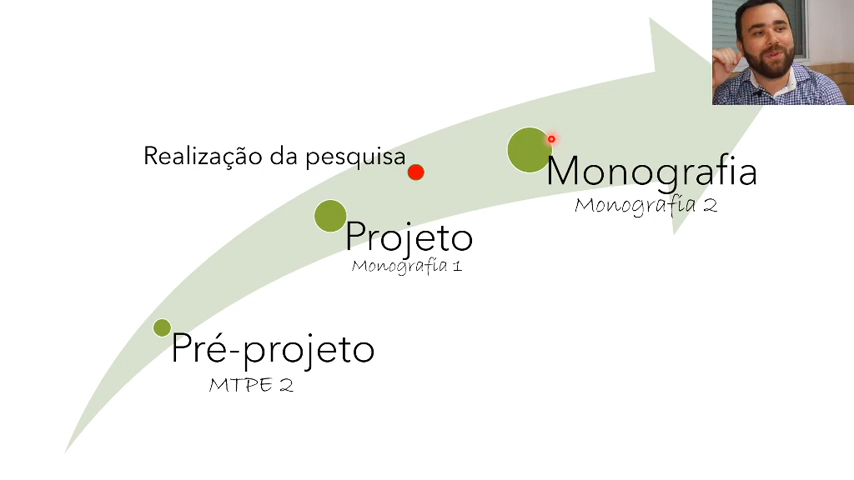 Realização da pesquisa
Monografia
Monografia 2
Projeto
Monografia 1
Pré-projeto
MTPE 2